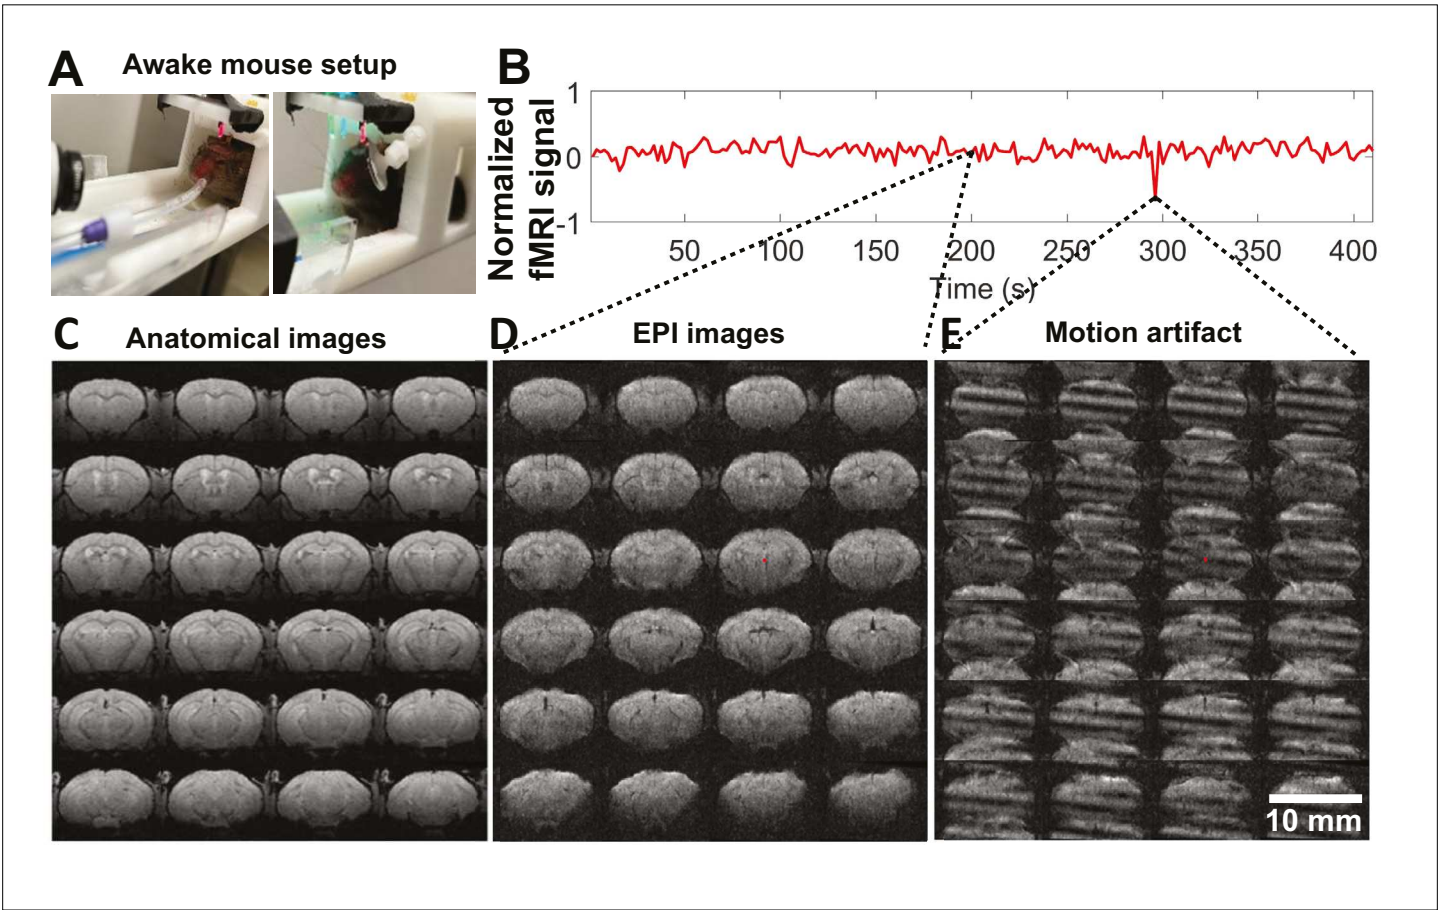 A
Awake mouse setup
B
Normalized
fMRI signal
1
0
-1
50
100
150
200
250
300
350
400
Time (s)
C
Anatomical images
D
EPI images
E
Motion artifact
10 mm